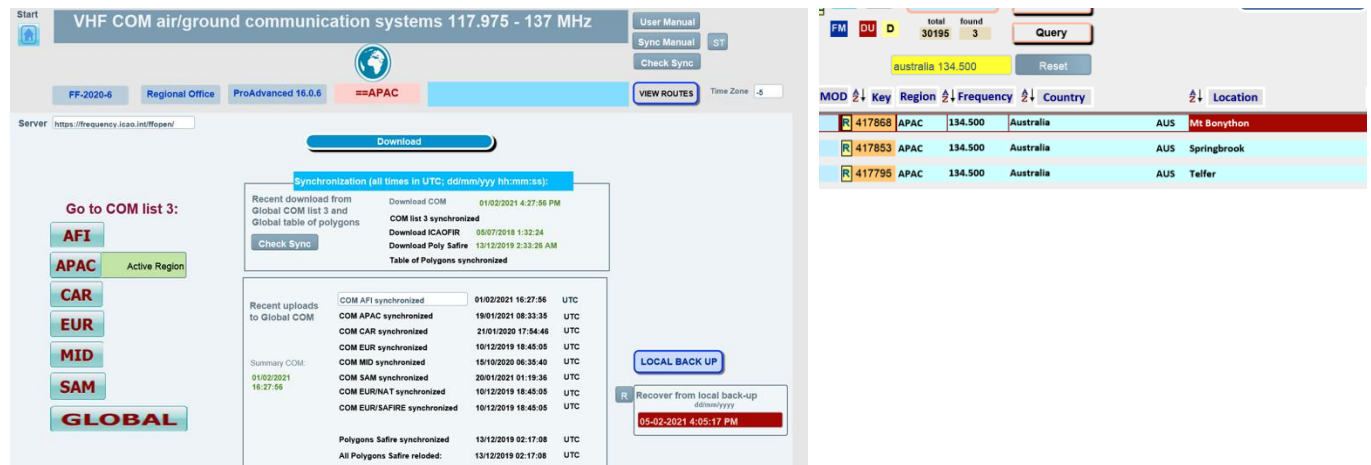 Start
VHF COM air/ground communication systems 117.975 - 137 MHz
User Manual
Sync Manual ST
Check Sync
FF-2020-6 Regional Office ProAdvanced 16.0.6 ==APAC VIEW ROUTES Time Zone -5
Server https://frequency.icao.int/ffopen/
Download
Synchronization (all times in UTC; dd/mm/yyy hh:mm:ss):
Recent download from
Global COM list 3 and
Global table of polygons
Check Sync
Download COM 01/02/2021 4:27:56 PM
COM list 3 synchronized
Download ICAOFIR 05/07/2018 1:32:24
Download Poly Safire 13/12/2019 2:33:26 AM
Table of Polygons synchronized
Go to COM list 3:
AFI
APAC Active Region
CAR
EUR
MID
SAM
GLOBAL
Recent uploads
to Global COM
Summary COM:
01/02/2021
16:27:56
COM AFI synchronized 01/02/2021 16:27:56 UTC
COM APAC synchronized 19/01/2021 08:33:35 UTC
COM CAR synchronized 21/01/2020 17:54:46 UTC
COM EUR synchronized 10/12/2019 18:45:05 UTC
COM MID synchronized 15/10/2020 06:35:40 UTC
COM SAM synchronized 20/01/2021 01:19:36 UTC
COM EUR/NAT synchronized 10/12/2019 18:45:05 UTC
COM EUR/SAFIRE synchronized 10/12/2019 18:45:05 UTC
Polygons Safire synchronized 13/12/2019 02:17:08 UTC
All Polygons Safire reloded: 13/12/2019 02:17:08 UTC
LOCAL BACK UP
R Recover from local back-up
dd/mm/yyyy
05-02-2021 4:05:17 PM
FM DU D
total found
30195 3
Query
australia 134.500 Reset
MOD Key Region Frequency Country Location
R 417868 APAC 134.500 Australia AUS Mt Bonython
R 417853 APAC 134.500 Australia AUS Springbrook
R 417795 APAC 134.500 Australia AUS Telfer